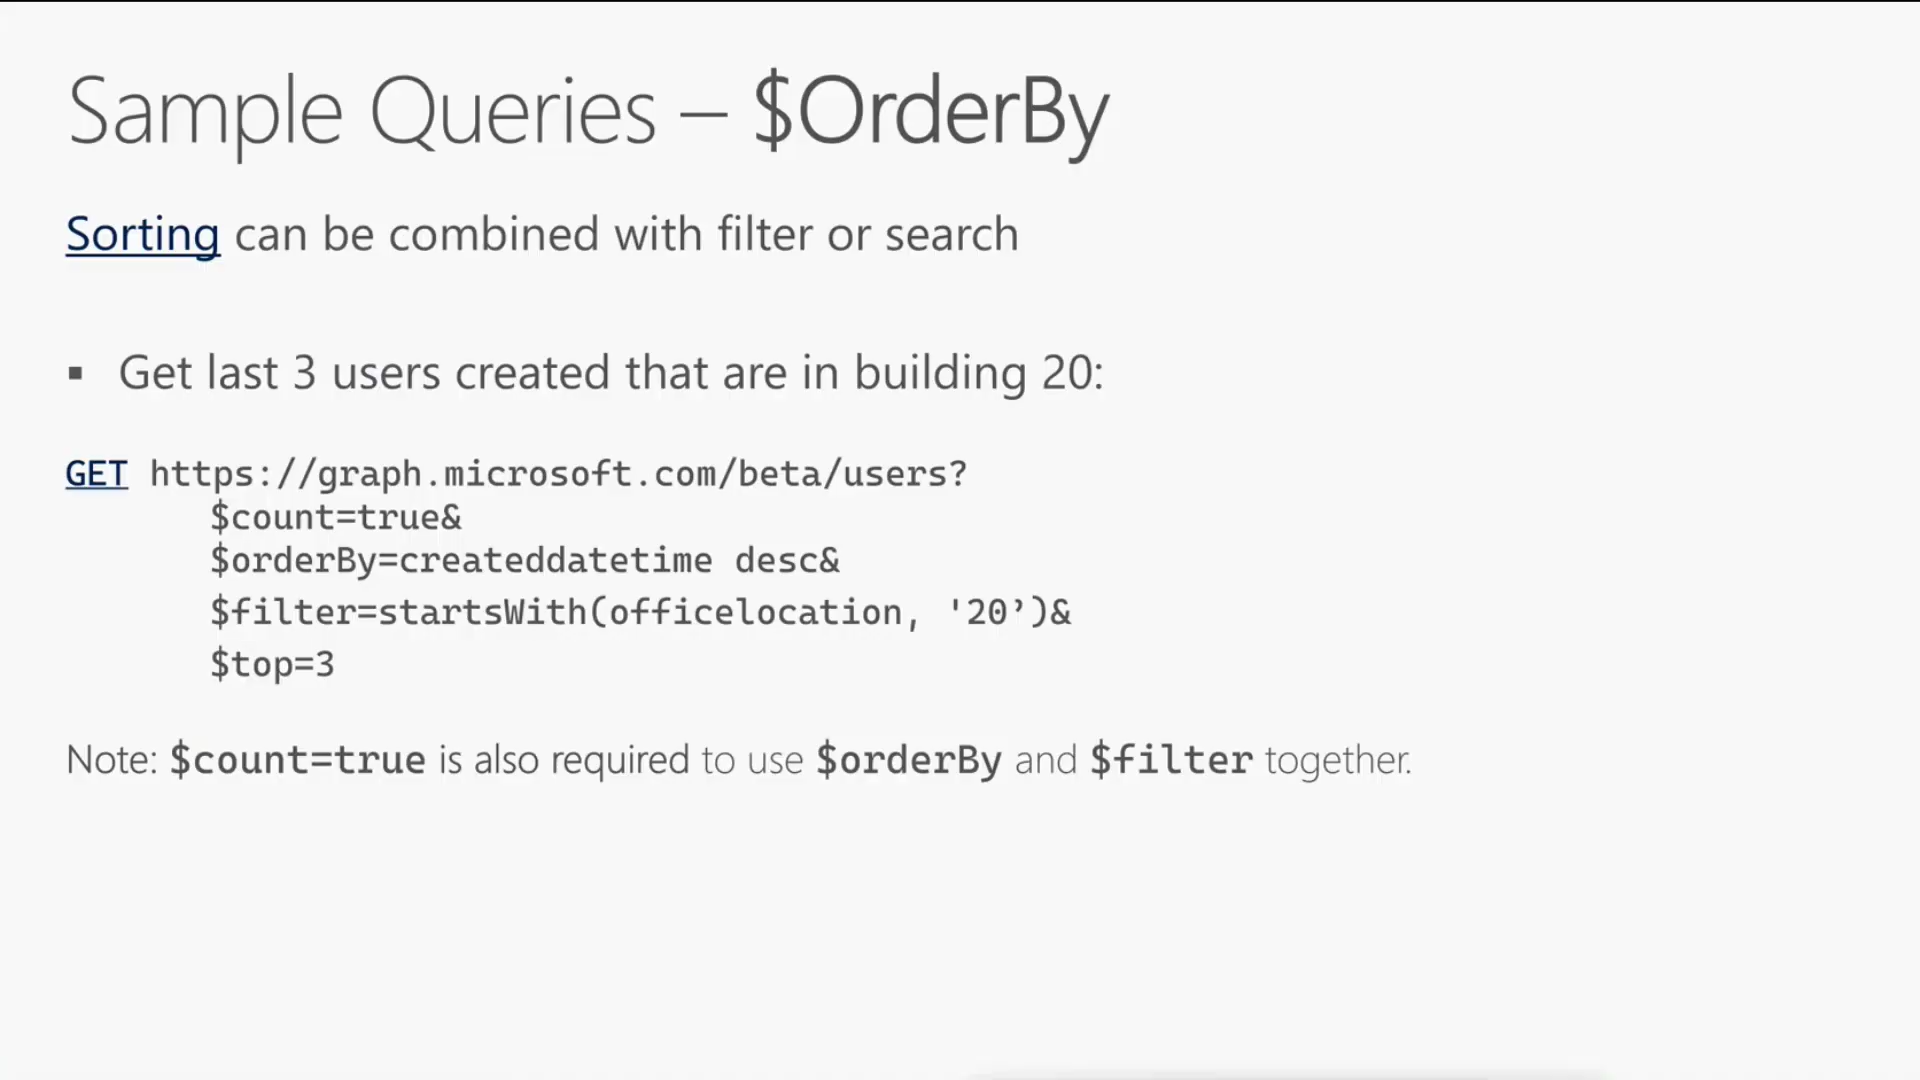 Sample Queries – $OrderBy
Sorting can be combined with filter or search
▪ Get last 3 users created that are in building 20:
GET https://graph.microsoft.com/beta/users?
$count=true&
$orderBy=createddatetime desc&
$filter=startsWith(officelocation, '20’)&
$top=3
Note: $count=true is also required to use $orderBy and $filter together.